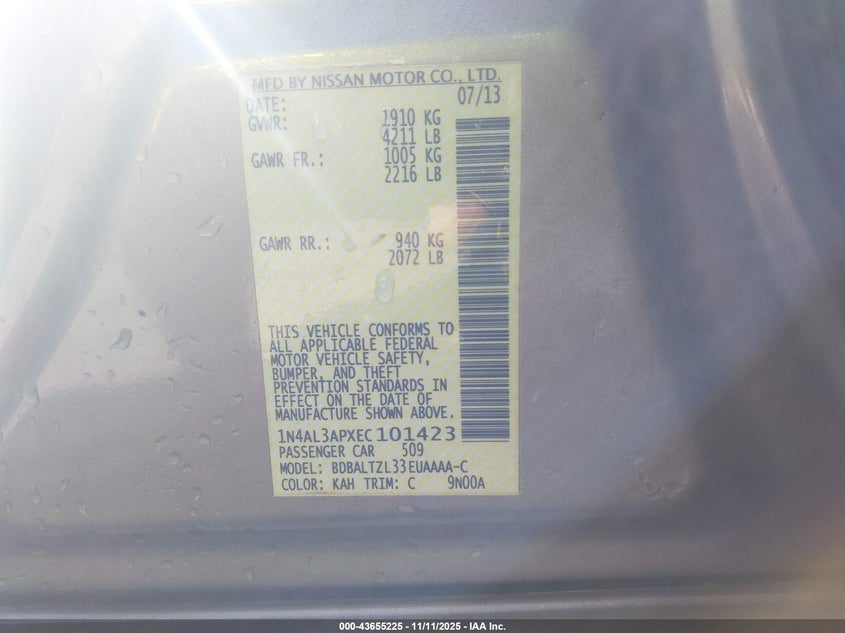 MFD BY NISSAN MOTOR CO., LTD.
DATE: 07/13
GVWR: 1910 KG
4211 LB
GAWR FR.: 1005 KG
2216 LB
GAWR RR.: 940 KG
2072 LB
THIS VEHICLE CONFORMS TO
ALL APPLICABLE FEDERAL
MOTOR VEHICLE SAFETY,
BUMPER, AND THEFT
PREVENTION STANDARDS IN
EFFECT ON THE DATE OF
MANUFACTURE SHOWN ABOVE.
1N4AL3APXEC101423
PASSENGER CAR 509
MODEL: BDBALTZL33EUAAAA-C
COLOR: KAH TRIM: C 9N00A
000-43655225 - 11/11/2025 - IAA Inc.